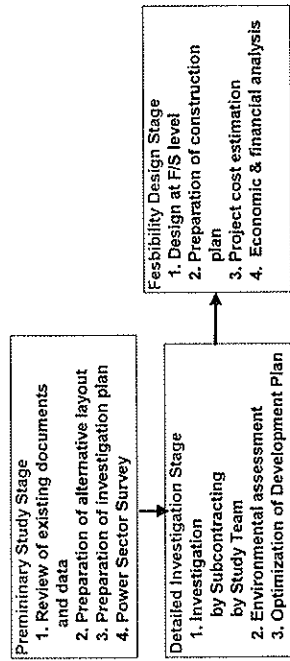 Premininary Study Stage
1. Review of existing documents
and data
2. Preparation of alternative layout
3. Preparation of investigation plan
4. Power Sector Survey
Detailed Investigation Stage
1. Investigation
by Subcontracting
by Study Team
2. Environmental assessment
3. Optimization of Development Plan
Fesbibility Design Stage
1. Design at F/S level
2. Preparation of construction
plan
3. Project cost estimation
4. Economic & financial analysis